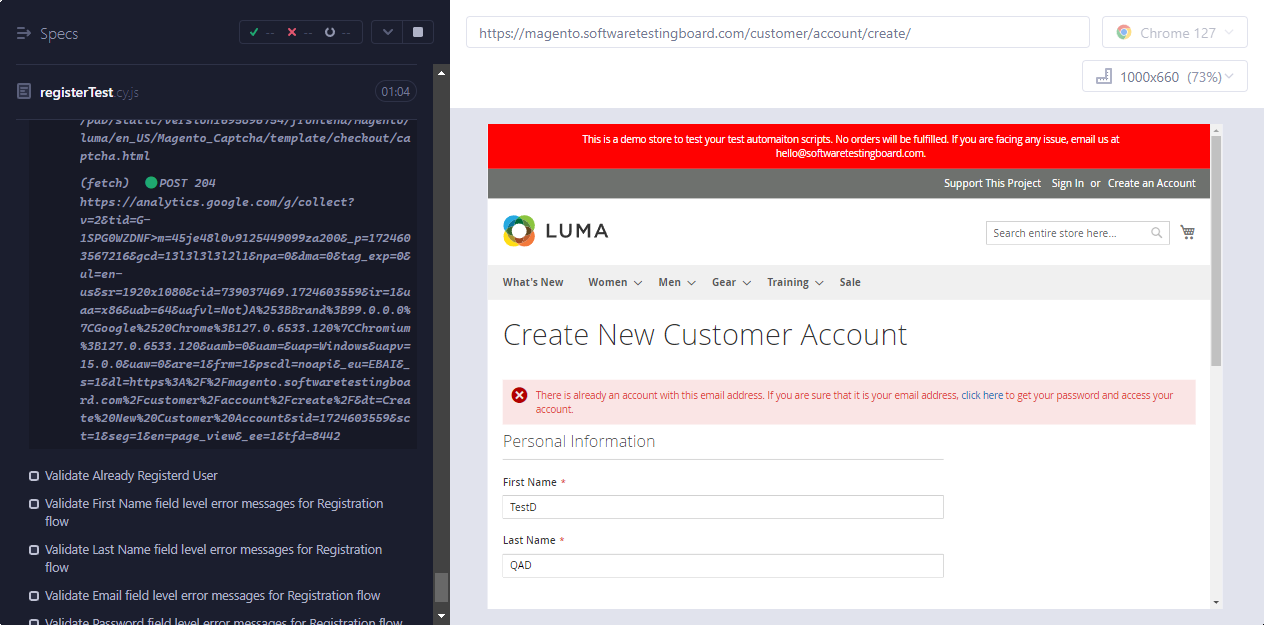 Specs
-- -- --
registerTest.cy.js
01:04
luma/en_US/Magento_Captcha/template/checkout/ca
ptcha.html
(fetch) POST 204
https://analytics.google.com/g/collect?
v=2&tid=G-
1SPG0WZDNF>m=45je48l0v9125449099za200&_p=172460
3567216&gcd=13l3l3l3l2l1&npa=0&dma=0&tag_exp=0&
ul=en-
us&sr=1920x1080&cid=739037469.1724603559&ir=1&u
aa=x86&uab=64&uafvl=Not)A%253BBrand%3B99.0.0.0%
7CGoogle%2520Chrome%3B127.0.6533.120%7CChromium
%3B127.0.6533.120&uamb=0&uam=&uap=Windows&uapv=
15.0.0&uaw=0&are=1&frm=1&pscdl=noapi&_eu=EBAI&_
s=1&dl=https%3A%2F%2Fmagento.softwaretestingboa
rd.com%2Fcustomer%2Faccount%2Fcreate%2F&dt=Crea
te%20New%20Customer%20Account&sid=1724603559&sc
t=1&seg=1&en=page_view&_ee=1&tfd=8442
Validate Already Registerd User
Validate First Name field level error messages for Registration
flow
Validate Last Name field level error messages for Registration
flow
Validate Email field level error messages for Registration flow
Validate Password field level error messages for Registration flow
https://magento.softwaretestingboard.com/customer/account/create/
Chrome 127
1000x660 (73%)
This is a demo store to test your test automaiton scripts. No orders will be fulfilled. If you are facing any issue, email us at
hello@softwaretestingboard.com.
Support This Project Sign In or Create an Account
LUMA
Search entire store here...
What's New Women Men Gear Training Sale
Create New Customer Account
There is already an account with this email address. If you are sure that it is your email address, click here to get your password and access your
account.
Personal Information
First Name *
TestD
Last Name *
QAD